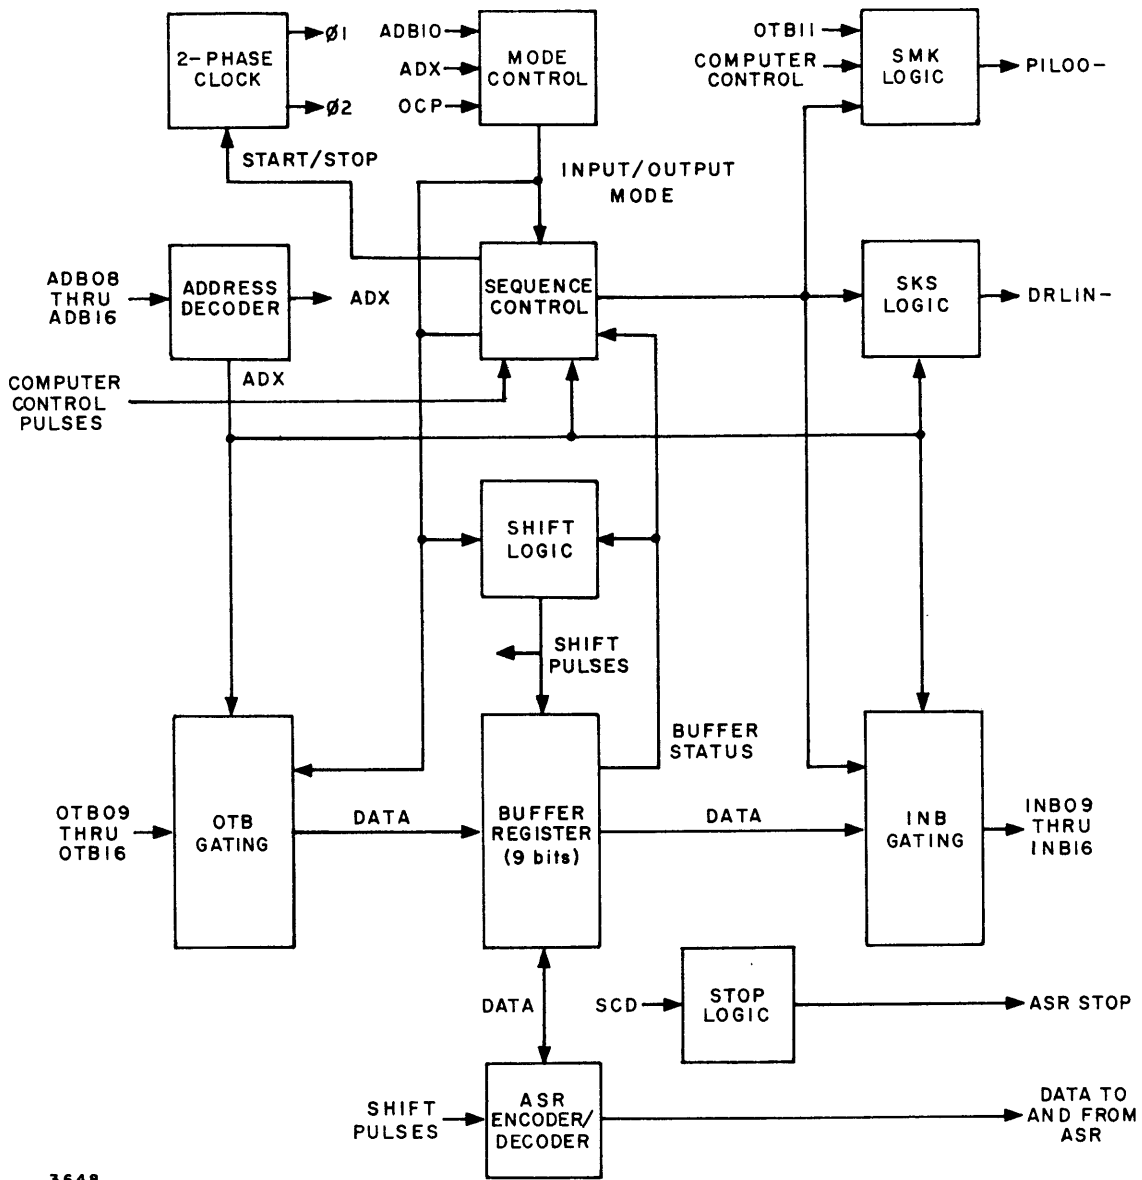 2-PHASE
CLOCK
Ø1
Ø2
ADB10
ADX
OCP
MODE
CONTROL
OTB11
COMPUTER
CONTROL
SMK
LOGIC
PIL00-
START/STOP
INPUT/OUTPUT
MODE
ADB08
THRU
ADB16
ADDRESS
DECODER
ADX
SEQUENCE
CONTROL
SKS
LOGIC
DRLIN-
ADX
COMPUTER
CONTROL
PULSES
SHIFT
LOGIC
SHIFT
PULSES
BUFFER
STATUS
OTB09
THRU
OTB16
OTB
GATING
DATA
BUFFER
REGISTER
(9 bits)
DATA
INB
GATING
INB09
THRU
INB16
DATA
SCD
STOP
LOGIC
ASR STOP
SHIFT
PULSES
ASR
ENCODER/
DECODER
DATA TO
AND FROM
ASR
3648